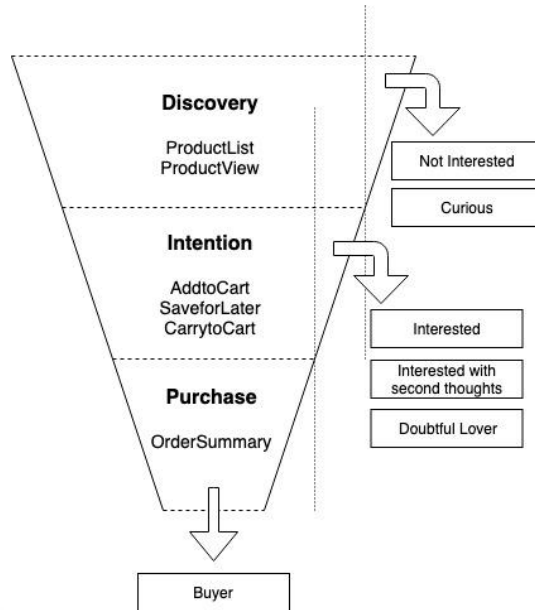 Discovery
ProductList
ProductView
Not Interested
Curious
Intention
AddtoCart
SaveforLater
CarrytoCart
Interested
Interested with
second thoughts
Doubtful Lover
Purchase
OrderSummary
Buyer